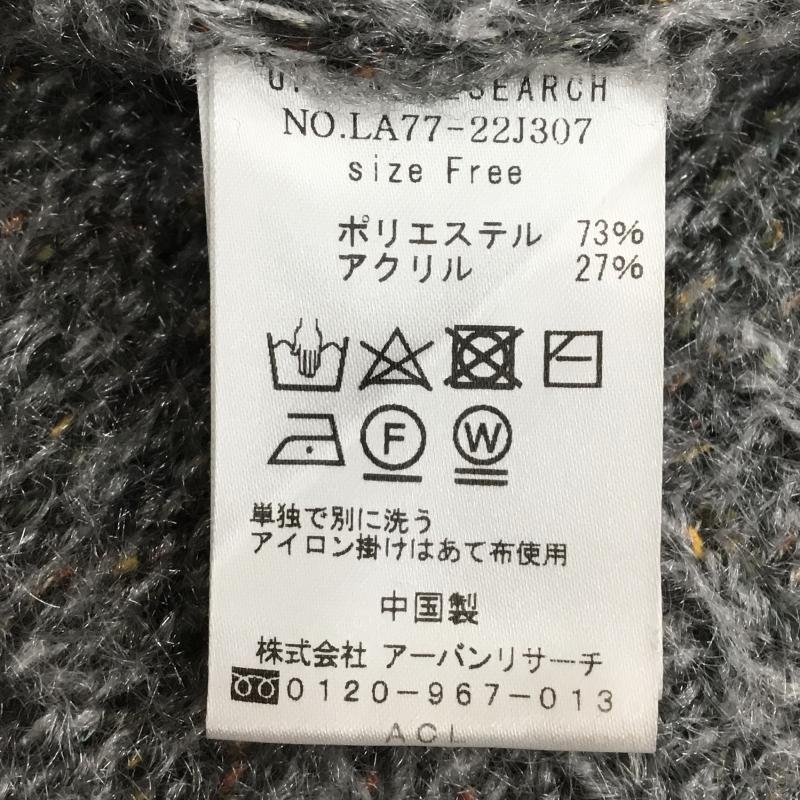 RESEARCH
NO.LA77-22J307
size Free
ポリエステル 73%
アクリル 27%
F W
単独で別に洗う
アイロン掛けはあて布使用
中国製
株式会社 アーバンリサーチ
0120-967-013
ACL